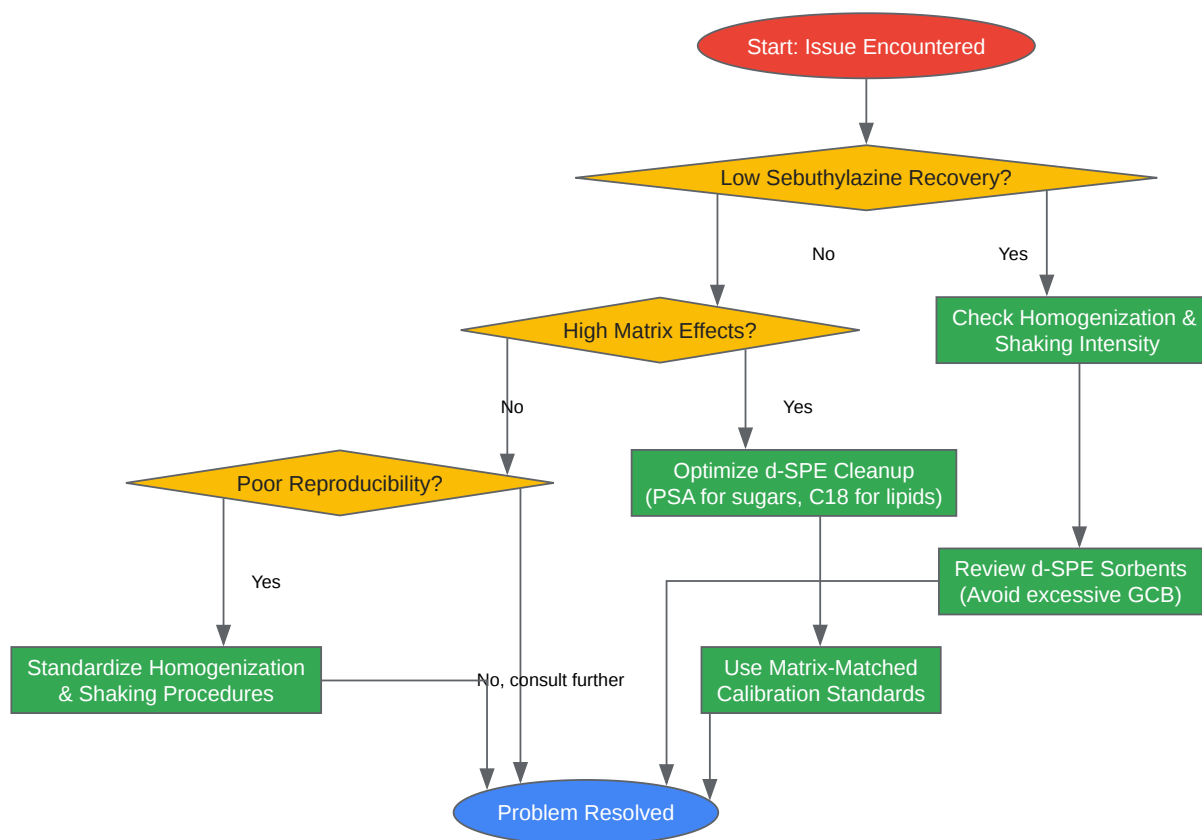 Start: Issue Encountered
Low Sebuthylazine Recovery?
No
Yes
High Matrix Effects?
Check Homogenization &
Shaking Intensity
No
Yes
Poor Reproducibility?
Optimize d-SPE Cleanup
(PSA for sugars, C18 for lipids)
Yes
Review d-SPE Sorbents
(Avoid excessive GCB)
Standardize Homogenization
& Shaking Procedures
No, consult further
Use Matrix-Matched
Calibration Standards
Problem Resolved